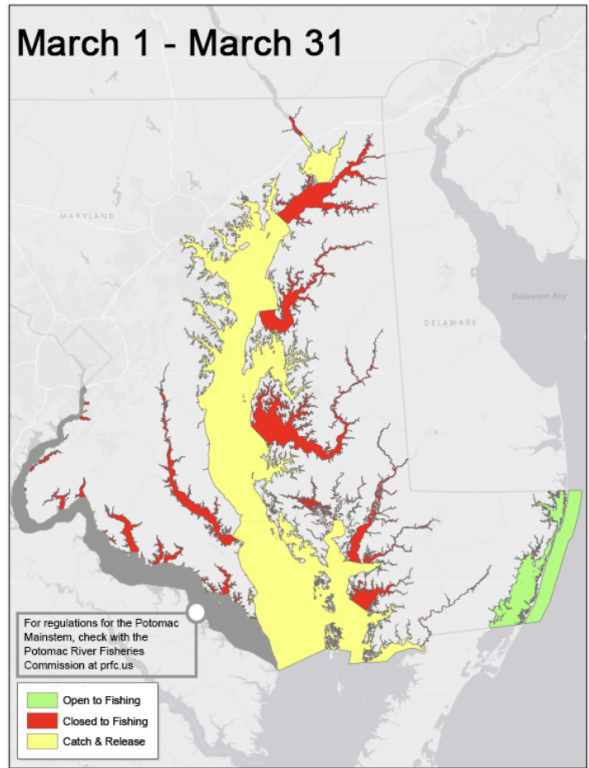 March 1 - March 31
MARYLAND
Delaware Bay
DELAWARE
For regulations for the Potomac
Mainstem, check with the
Potomac River Fisheries
Commission at prfc.us
Open to Fishing
Closed to Fishing
Catch & Release